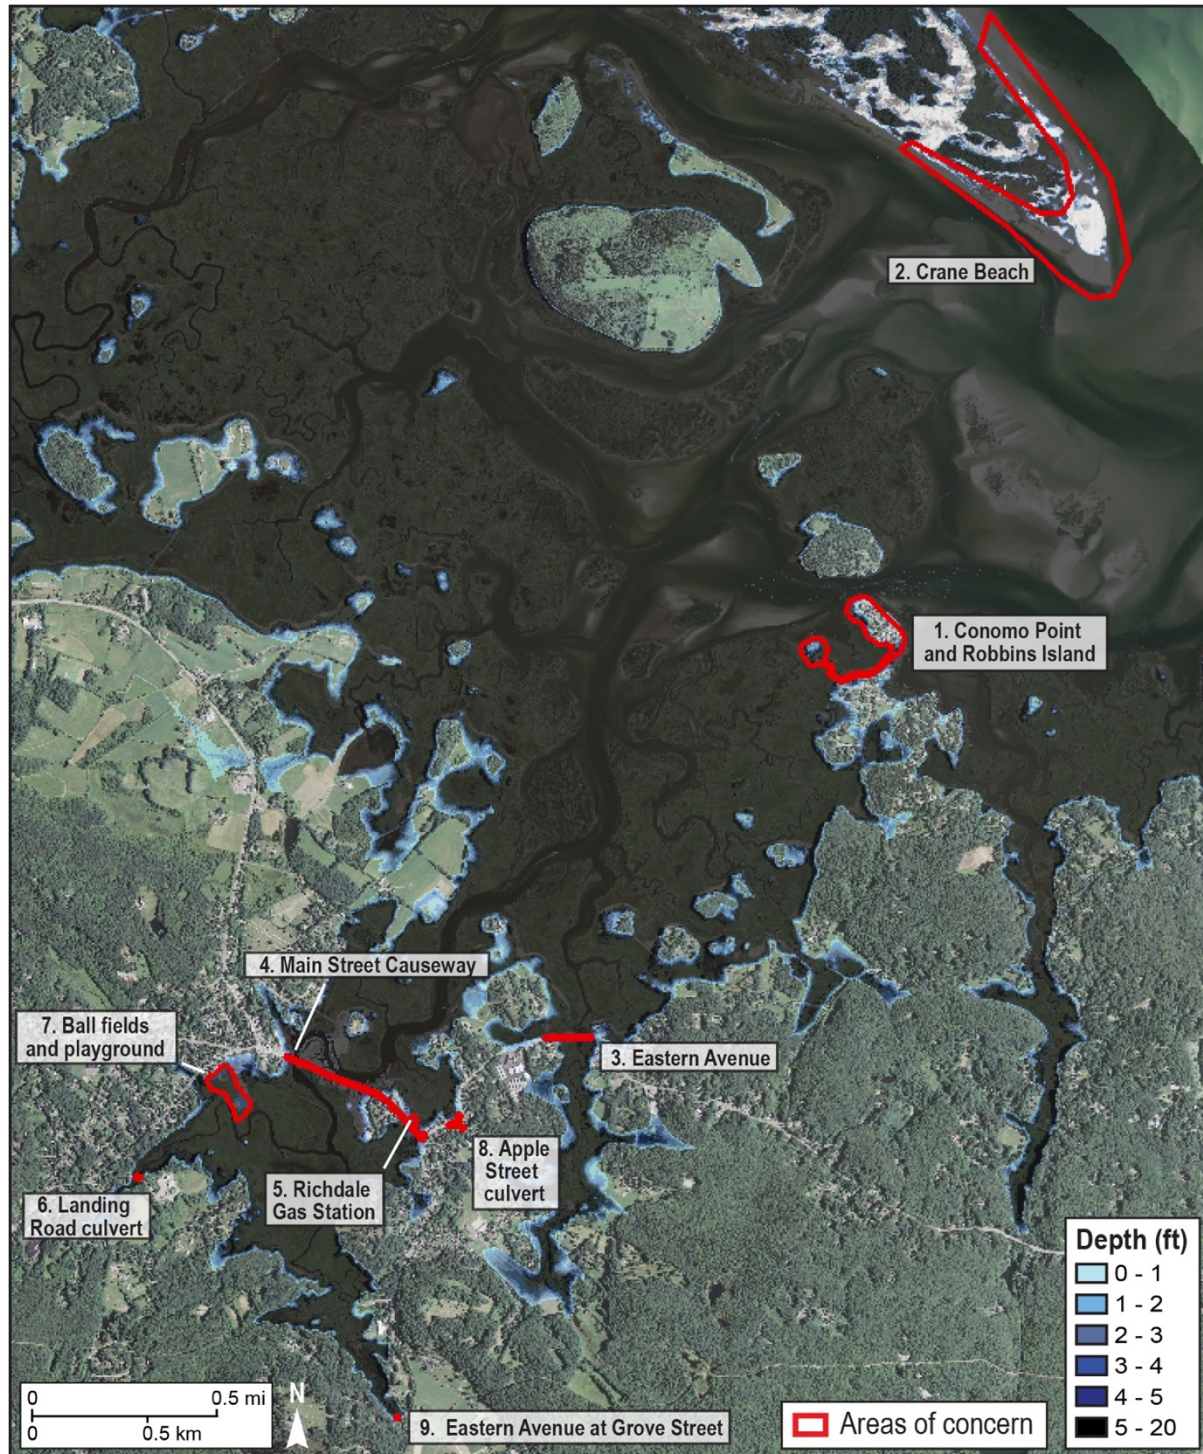 2. Crane Beach
1. Conomo Point
and Robbins Island
4. Main Street Causeway
7. Ball fields
and playground
3. Eastern Avenue
8. Apple
Street
culvert
5. Richdale
Gas Station
6. Landing
Road culvert
9. Eastern Avenue at Grove Street
Depth (ft)
0 - 1
1 - 2
2 - 3
3 - 4
4 - 5
5 - 20
Areas of concern
0 0.5 mi
0 0.5 km
N